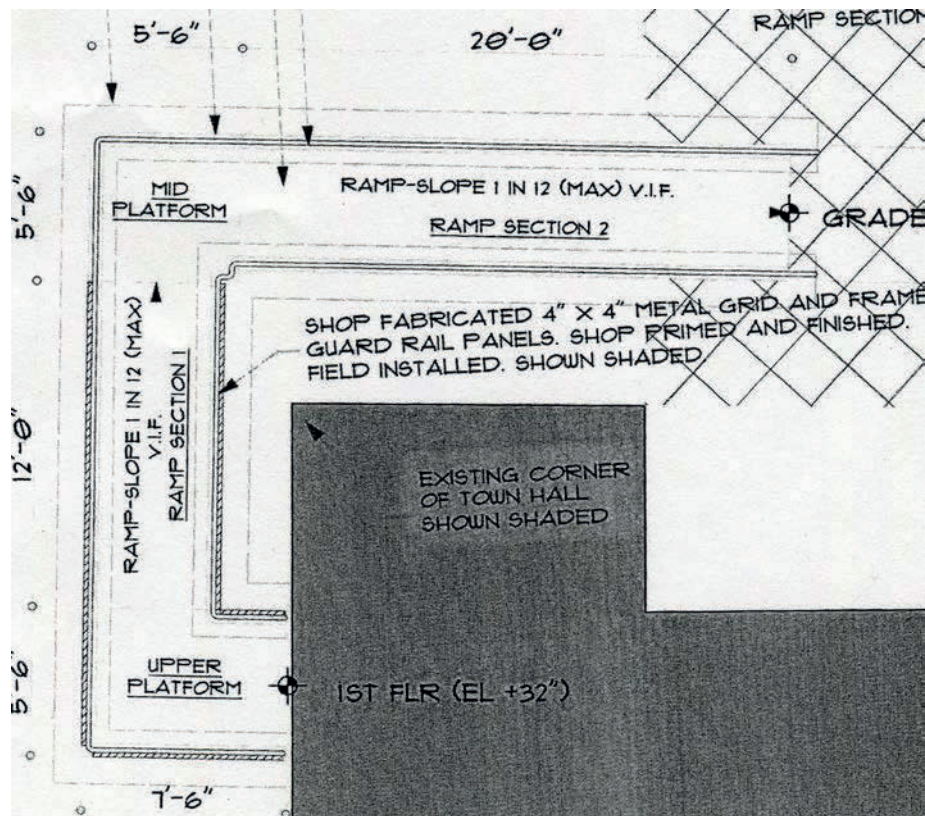 RAMP SECTION
5'-6"
20'-0"
5'-6"
MID
PLATFORM
RAMP-SLOPE 1 IN 12 (MAX) V.I.F.
RAMP SECTION 2
GRADE
SHOP FABRICATED 4" X 4" METAL GRID AND FRAME
GUARD RAIL PANELS. SHOP PRIMED AND FINISHED.
FIELD INSTALLED. SHOWN SHADED.
12'-0"
RAMP-SLOPE 1 IN 12 (MAX)
V.I.F.
RAMP SECTION 1
EXISTING CORNER
OF TOWN HALL
SHOWN SHADED
5'-6"
UPPER
PLATFORM
1ST FLR (EL +32")
7'-6"